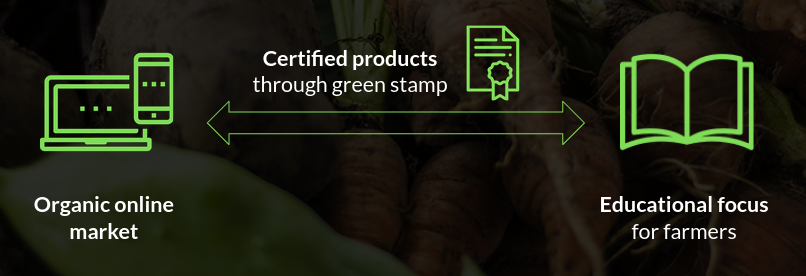 Certified products
through green stamp
Organic online
market
Educational focus
for farmers